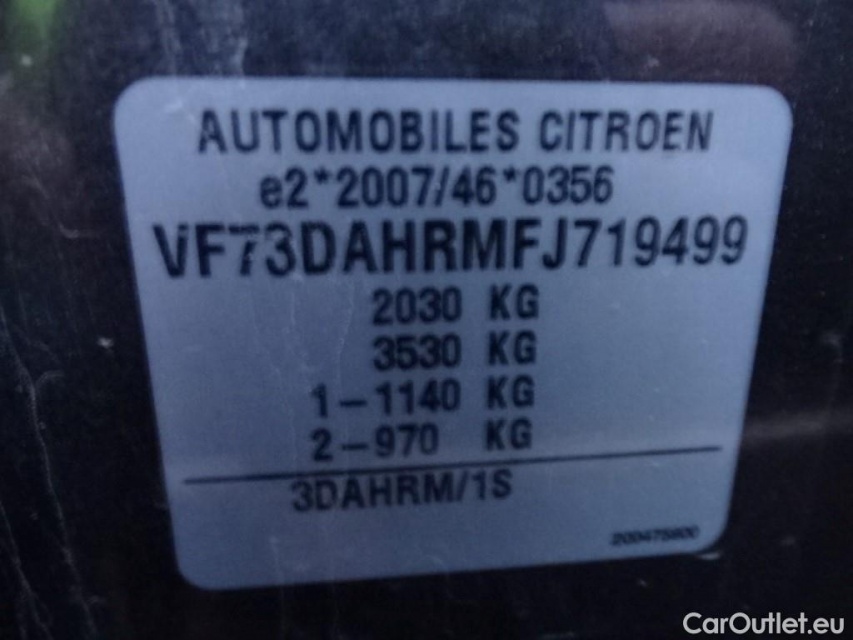 AUTOMOBILES CITROEN
e2*2007/46*0356
VF73DAHRMFJ719499
2030 KG
3530 KG
1-1140 KG
2-970 KG
3DAHRM/1S
200475800
CarOutlet.eu